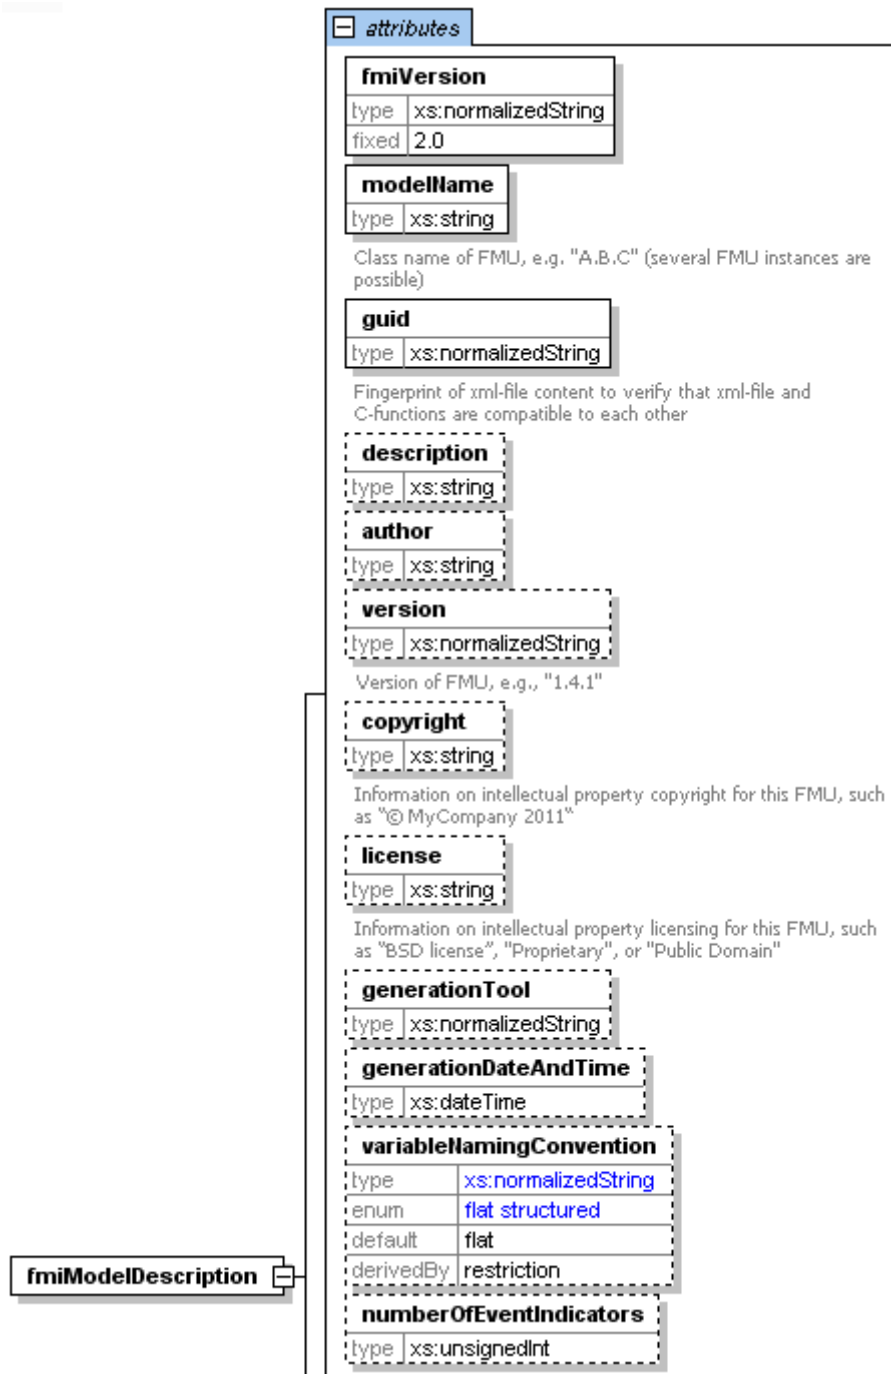 attributes
fmiVersion
type xs:normalizedString
fixed 2.0
modelName
type xs:string
Class name of FMU, e.g. "A.B.C" (several FMU instances are
possible)
guid
type xs:normalizedString
Fingerprint of xml-file content to verify that xml-file and
C-functions are compatible to each other
description
type xs:string
author
type xs:string
version
type xs:normalizedString
Version of FMU, e.g., "1.4.1"
copyright
type xs:string
Information on intellectual property copyright for this FMU, such
as “© MyCompany 2011“
license
type xs:string
Information on intellectual property licensing for this FMU, such
as “BSD license”, "Proprietary", or "Public Domain"
generationTool
type xs:normalizedString
generationDateAndTime
type xs:dateTime
variableNamingConvention
type xs:normalizedString
enum flat structured
default flat
derivedBy restriction
fmiModelDescription
numberOfEventIndicators
type xs:unsignedInt